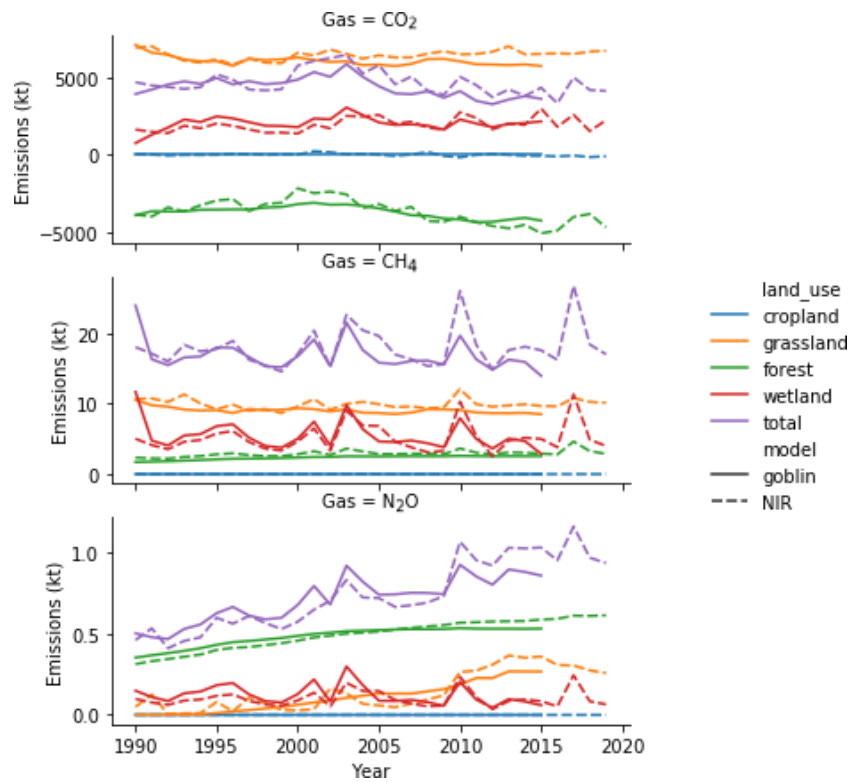 Gas = CO₂
Emissions (kt)
5000
0
−5000
Gas = CH₄
Emissions (kt)
20
10
0
land_use
cropland
grassland
forest
wetland
total
model
goblin
NIR
Gas = N₂O
Emissions (kt)
1.0
0.5
0.0
1990 1995 2000 2005 2010 2015 2020
Year